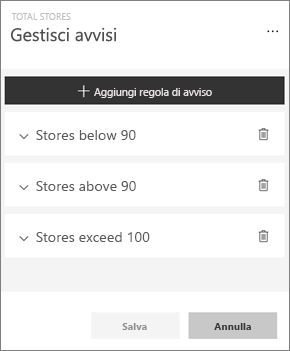 TOTAL STORES
Gestisci avvisi
Aggiungi regola di avviso
Stores below 90
Stores above 90
Stores exceed 100
Salva Annulla